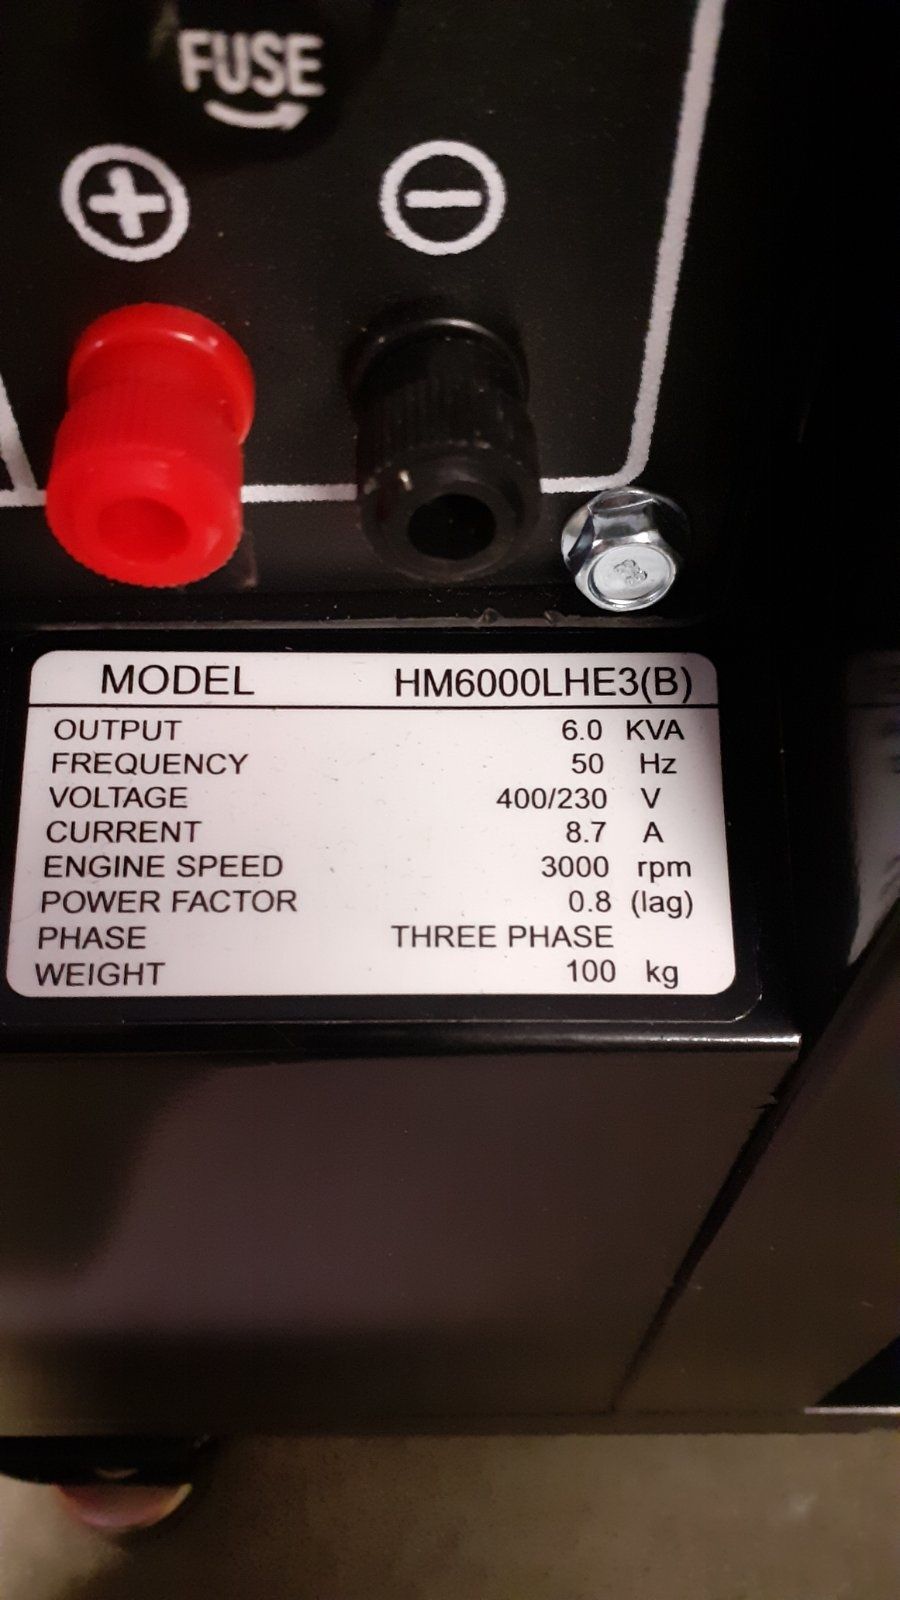 FUSE
+ −
MODEL HM6000LHE3(B)
OUTPUT 6.0 KVA
FREQUENCY 50 Hz
VOLTAGE 400/230 V
CURRENT 8.7 A
ENGINE SPEED 3000 rpm
POWER FACTOR 0.8 (lag)
PHASE THREE PHASE
WEIGHT 100 kg